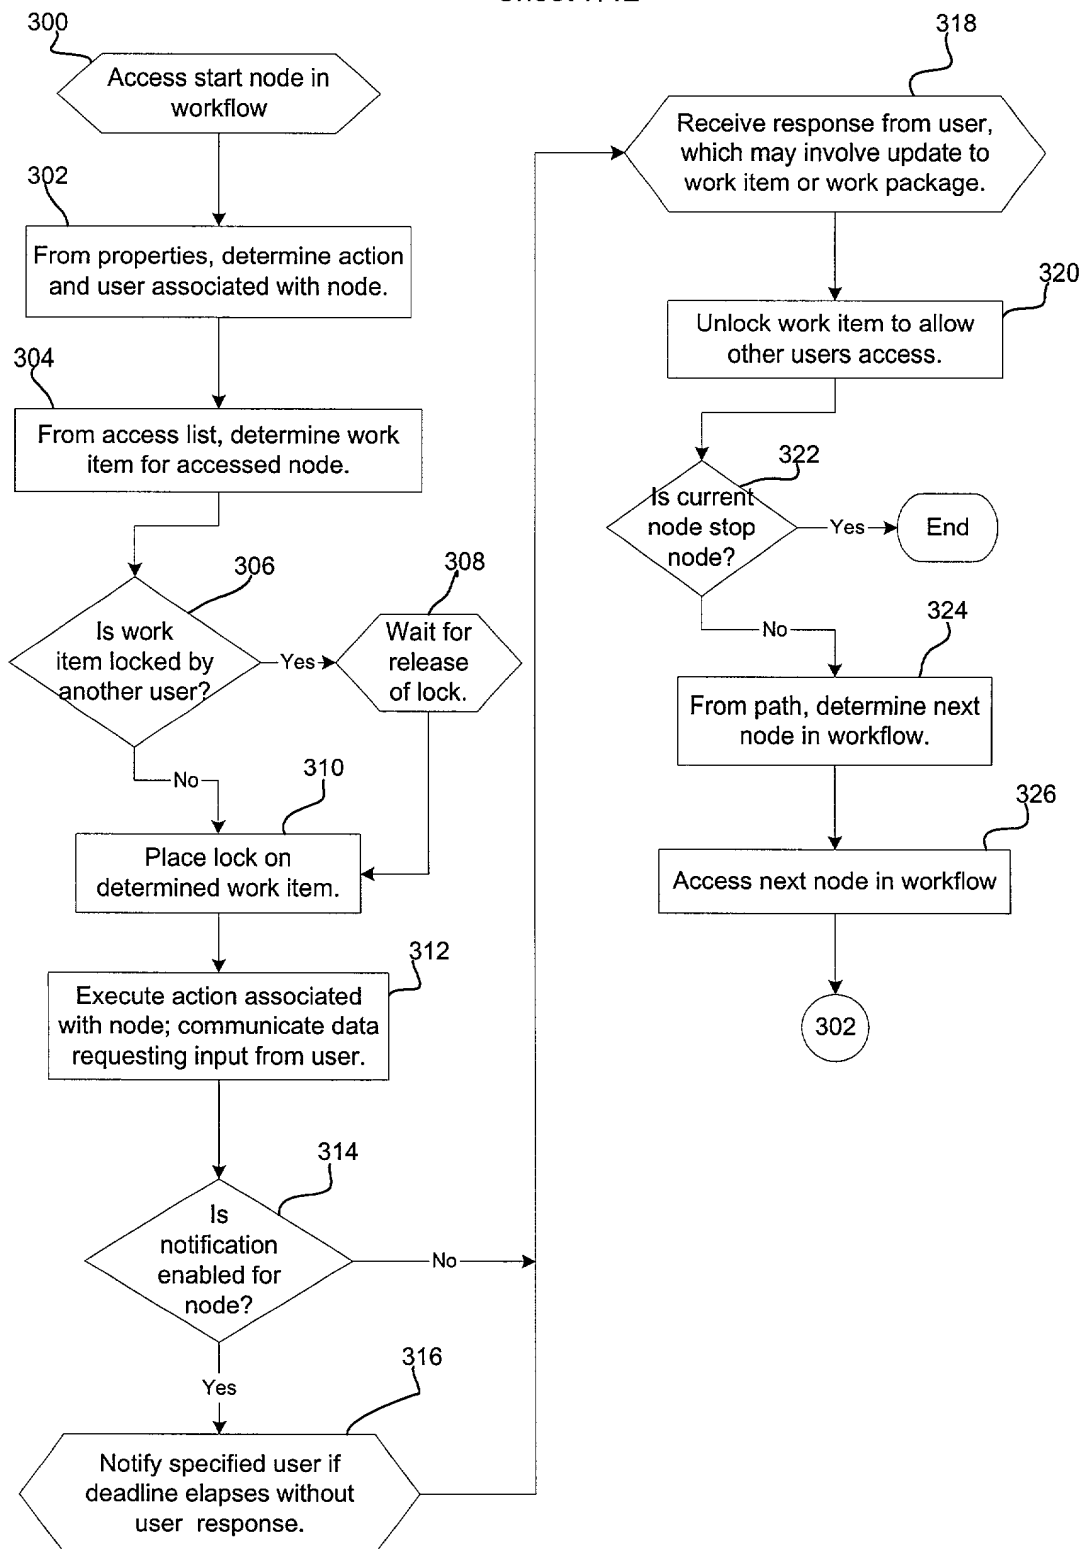 300
Access start node in
workflow
302
From properties, determine action
and user associated with node.
304
From access list, determine work
item for accessed node.
306
Is work
item locked by
another user?
Yes
308
Wait for
release
of lock.
No
310
Place lock on
determined work item.
312
Execute action associated
with node; communicate data
requesting input from user.
314
Is
notification
enabled for
node?
No
Yes
316
Notify specified user if
deadline elapses without
user response.
318
Receive response from user,
which may involve update to
work item or work package.
320
Unlock work item to allow
other users access.
322
Is current
node stop
node?
Yes
End
No
324
From path, determine next
node in workflow.
326
Access next node in workflow
302